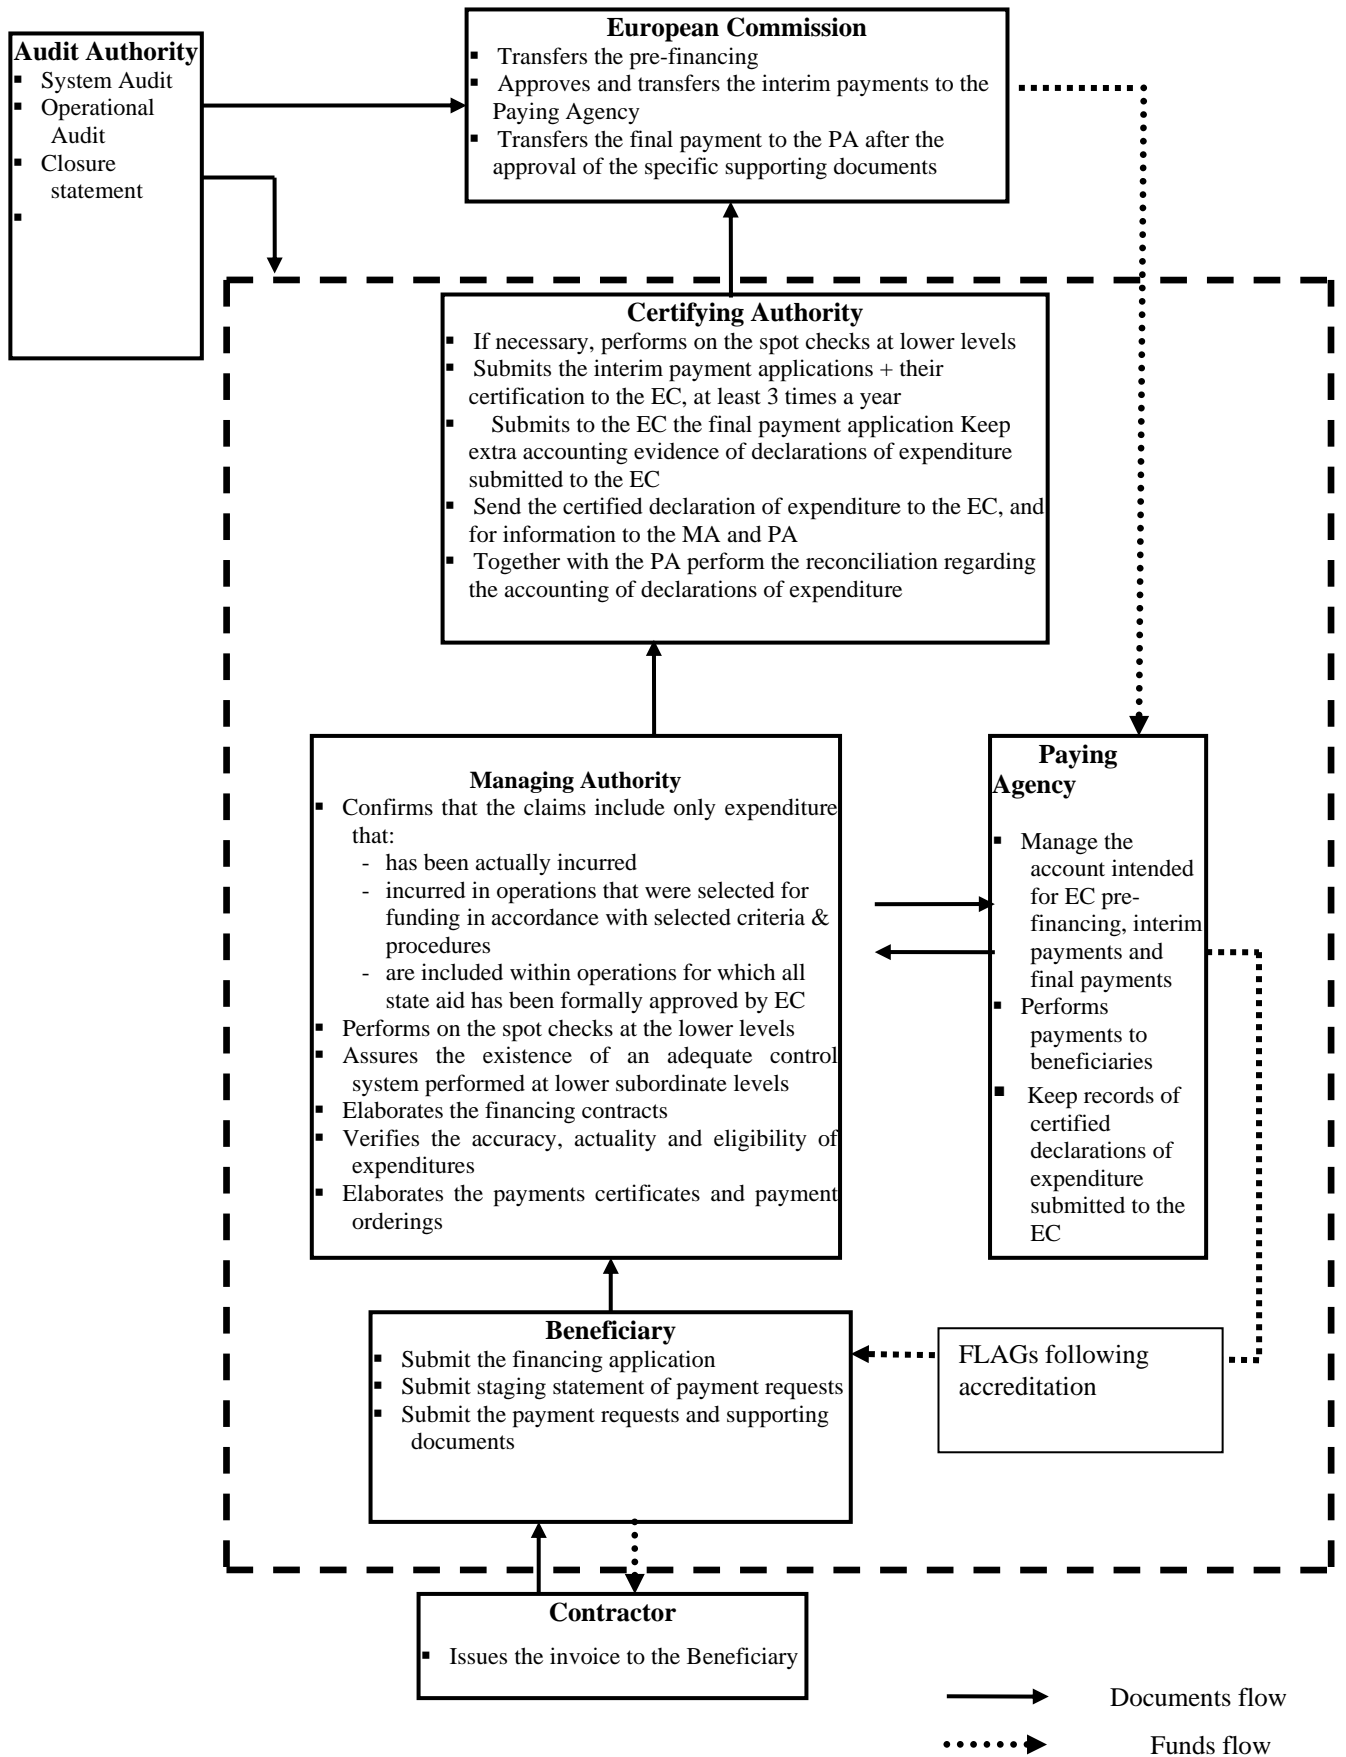 European Commission
▪ Transfers the pre-financing
▪ Approves and transfers the interim payments to the
Paying Agency
▪ Transfers the final payment to the PA after the
approval of the specific supporting documents
Audit Authority
▪ System Audit
▪ Operational
Audit
▪ Closure
statement
▪
Certifying Authority
▪ If necessary, performs on the spot checks at lower levels
▪ Submits the interim payment applications + their
certification to the EC, at least 3 times a year
▪ Submits to the EC the final payment application Keep
extra accounting evidence of declarations of expenditure
submitted to the EC
▪ Send the certified declaration of expenditure to the EC, and
for information to the MA and PA
▪ Together with the PA perform the reconciliation regarding
the accounting of declarations of expenditure
Managing Authority
▪ Confirms that the claims include only expenditure
that:
- has been actually incurred
- incurred in operations that were selected for
funding in accordance with selected criteria &
procedures
- are included within operations for which all
state aid has been formally approved by EC
▪ Performs on the spot checks at the lower levels
▪ Assures the existence of an adequate control
system performed at lower subordinate levels
▪ Elaborates the financing contracts
▪ Verifies the accuracy, actuality and eligibility of
expenditures
▪ Elaborates the payments certificates and payment
orderings
Paying
Agency
▪ Manage the
account intended
for EC pre-
financing, interim
payments and
final payments
▪ Performs
payments to
beneficiaries
▪ Keep records of
certified
declarations of
expenditure
submitted to the
EC
Beneficiary
▪ Submit the financing application
▪ Submit staging statement of payment requests
▪ Submit the payment requests and supporting
documents
FLAGs following
accreditation
Contractor
▪ Issues the invoice to the Beneficiary
Documents flow
Funds flow